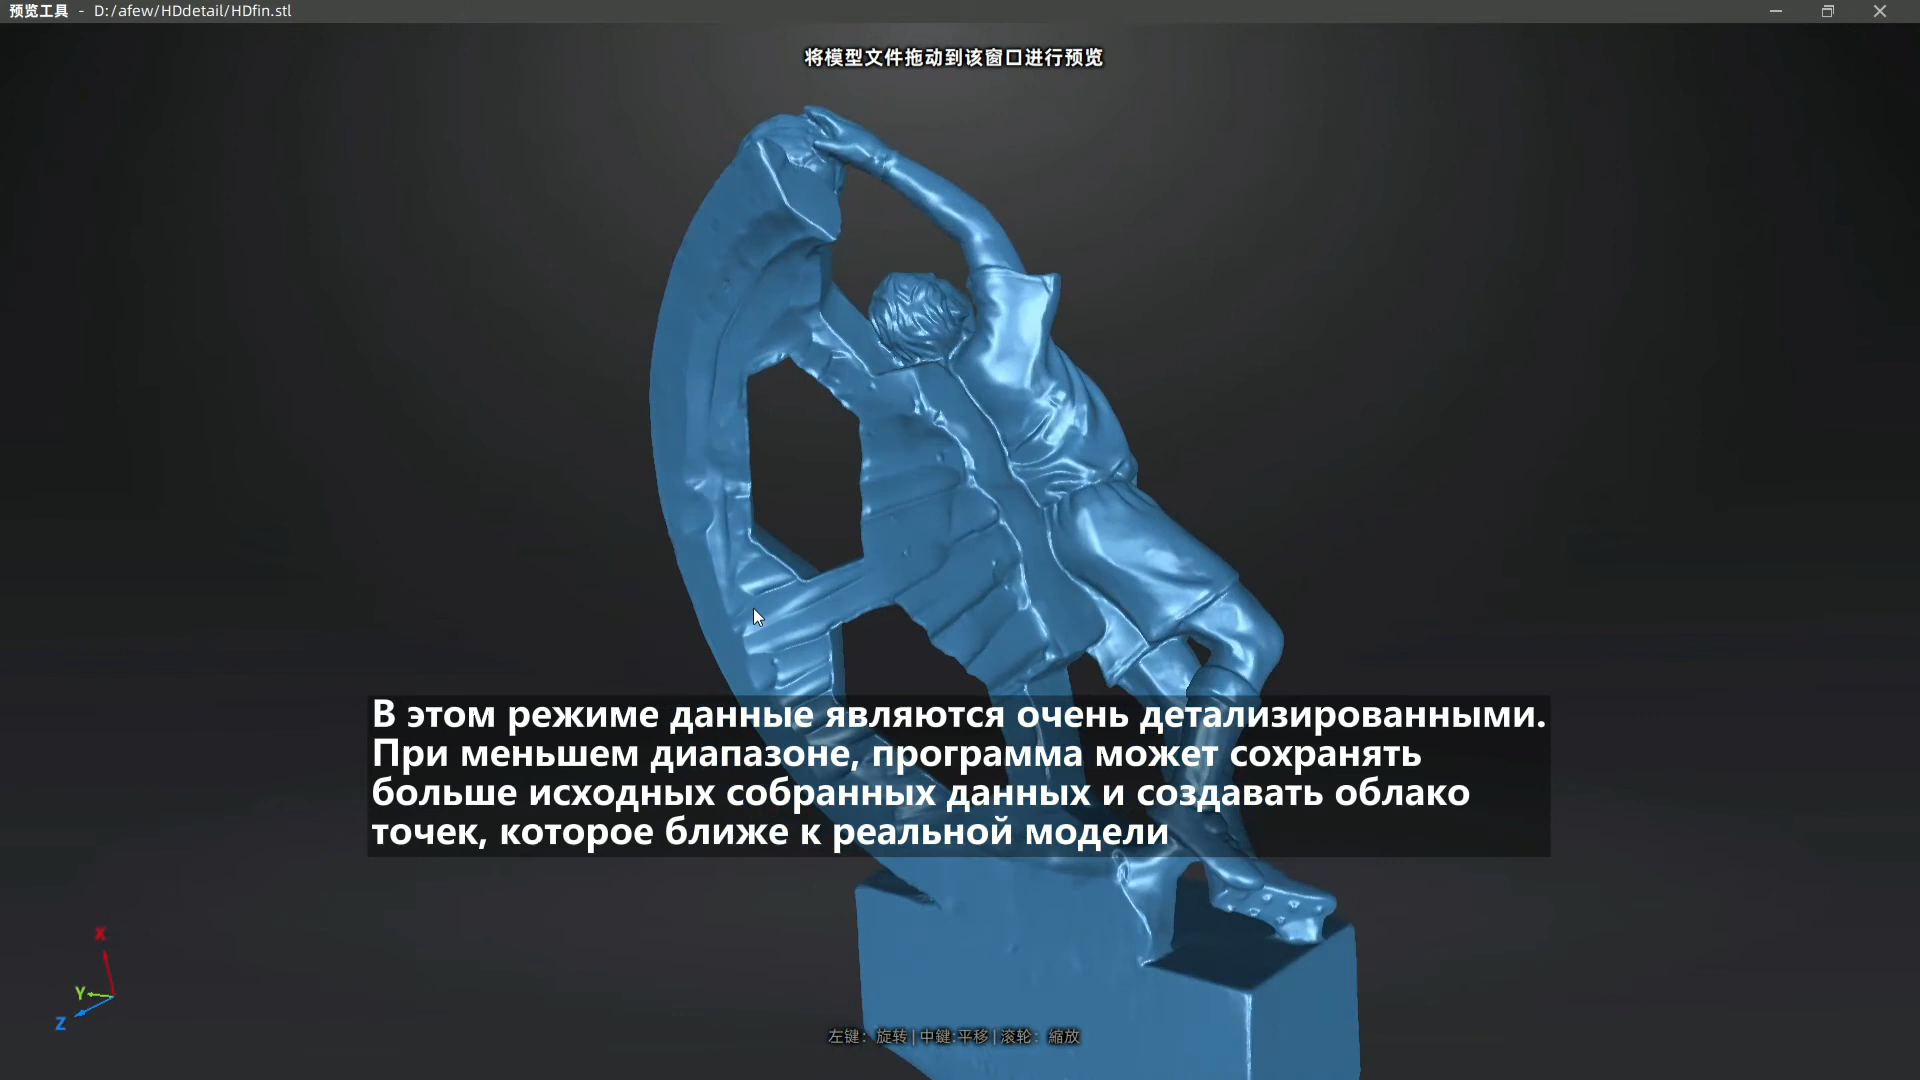 预览工具 - D:/afew/HDdetail/HDfin.stl
将模型文件拖动到该窗口进行预览
В этом режиме данные являются очень детализированными.
При меньшем диапазоне, программа может сохранять
больше исходных собранных данных и создавать облако
точек, которое ближе к реальной модели
X
Y
Z
左键：旋转 | 中鍵:平移 | 滚轮：縮放